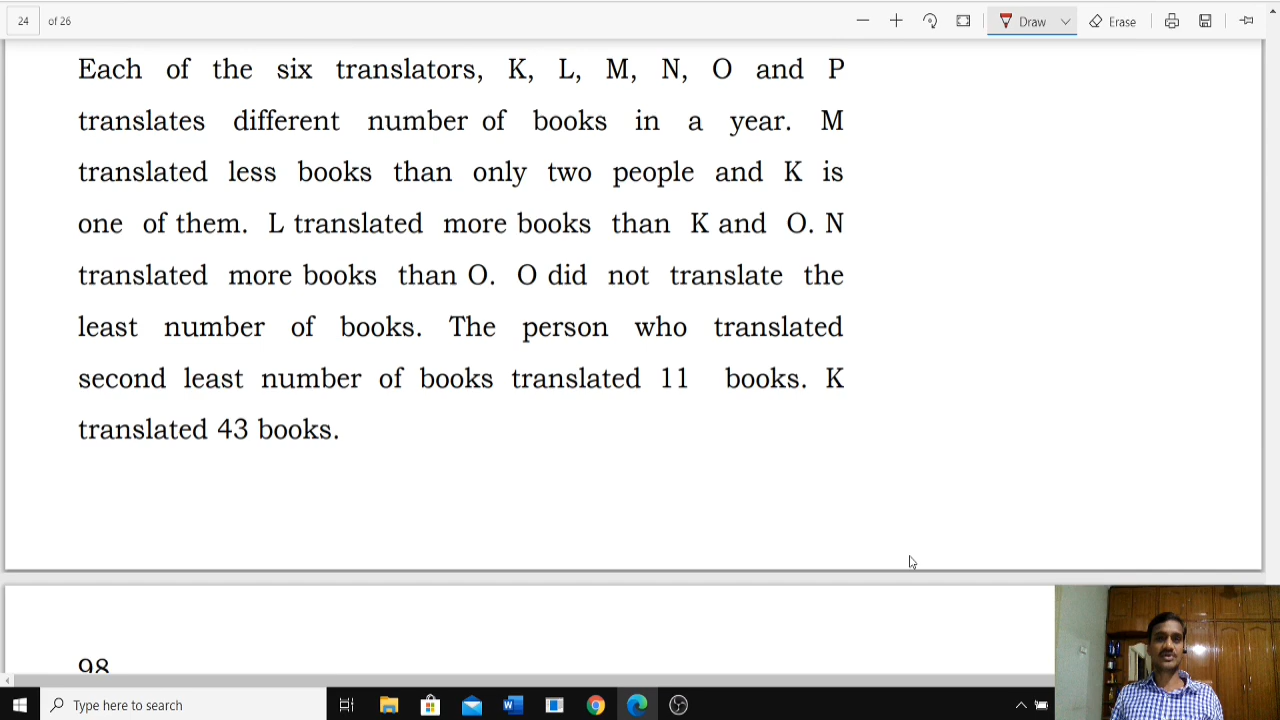 24 of 26 Draw Erase
Each of the six translators, K, L, M, N, O and P
translates different number of books in a year. M
translated less books than only two people and K is
one of them. L translated more books than K and O. N
translated more books than O. O did not translate the
least number of books. The person who translated
second least number of books translated 11 books. K
translated 43 books.
98
Type here to search